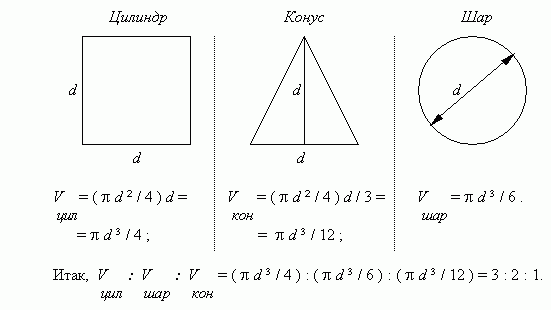 Цилиндр Конус Шар
d d d
d d
V = ( π d ² / 4 ) d = V = ( π d ² / 4 ) d / 3 = V = π d ³ / 6 .
цил кон шар
= π d ³ / 4 ; = π d ³ / 12 ;
Итак, V : V : V = ( π d ³ / 4 ) : ( π d ³ / 6 ) : ( π d ³ / 12 ) = 3 : 2 : 1.
цил шар кон